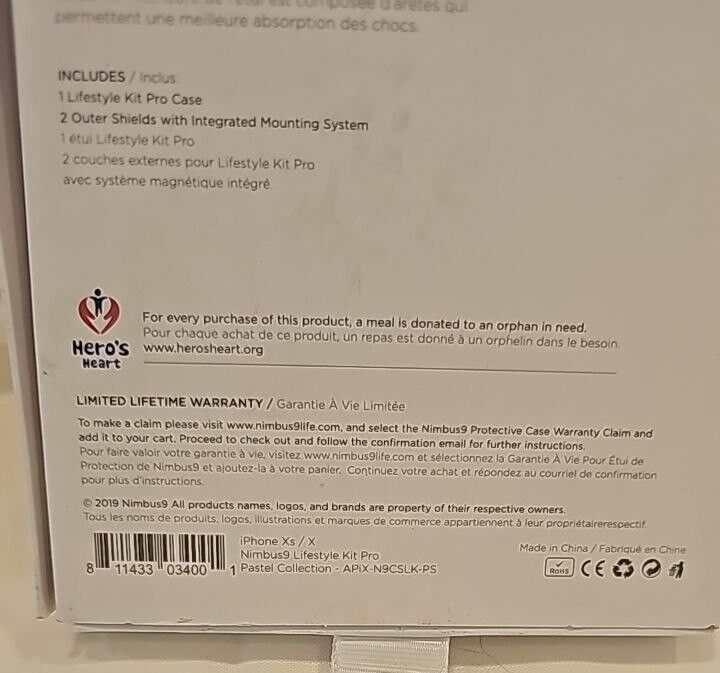 est composée d'arêtes qui
permettent une meilleure absorption des chocs.
INCLUDES / Inclus:
1 Lifestyle Kit Pro Case
2 Outer Shields with Integrated Mounting System
1 étui Lifestyle Kit Pro
2 couches externes pour Lifestyle Kit Pro
avec système magnétique intégré.
Hero's
Heart
For every purchase of this product, a meal is donated to an orphan in need.
Pour chaque achat de ce produit, un repas est donné à un orphelin dans le besoin.
www.herosheart.org
LIMITED LIFETIME WARRANTY / Garantie À Vie Limitée
To make a claim please visit www.nimbus9life.com, and select the Nimbus9 Protective Case Warranty Claim and
add it to your cart. Proceed to check out and follow the confirmation email for further instructions.
Pour faire valoir votre garantie à vie, visitez www.nimbus9life.com et sélectionnez la Garantie À Vie Pour Étui de
Protection de Nimbus9 et ajoutez-la à votre panier. Continuez votre achat et répondez au courriel de confirmation
pour plus d'instructions.
© 2019 Nimbus9 All products names, logos, and brands are property of their respective owners.
Tous les noms de produits, logos, illustrations et marques de commerce appartiennent à leur propriétairerespectif.
iPhone Xs / X
Nimbus9 Lifestyle Kit Pro
Pastel Collection - APiX-N9CSLK-PS
8 11433 03400 1
Made in China / Fabriqué en Chine
RoHS CE